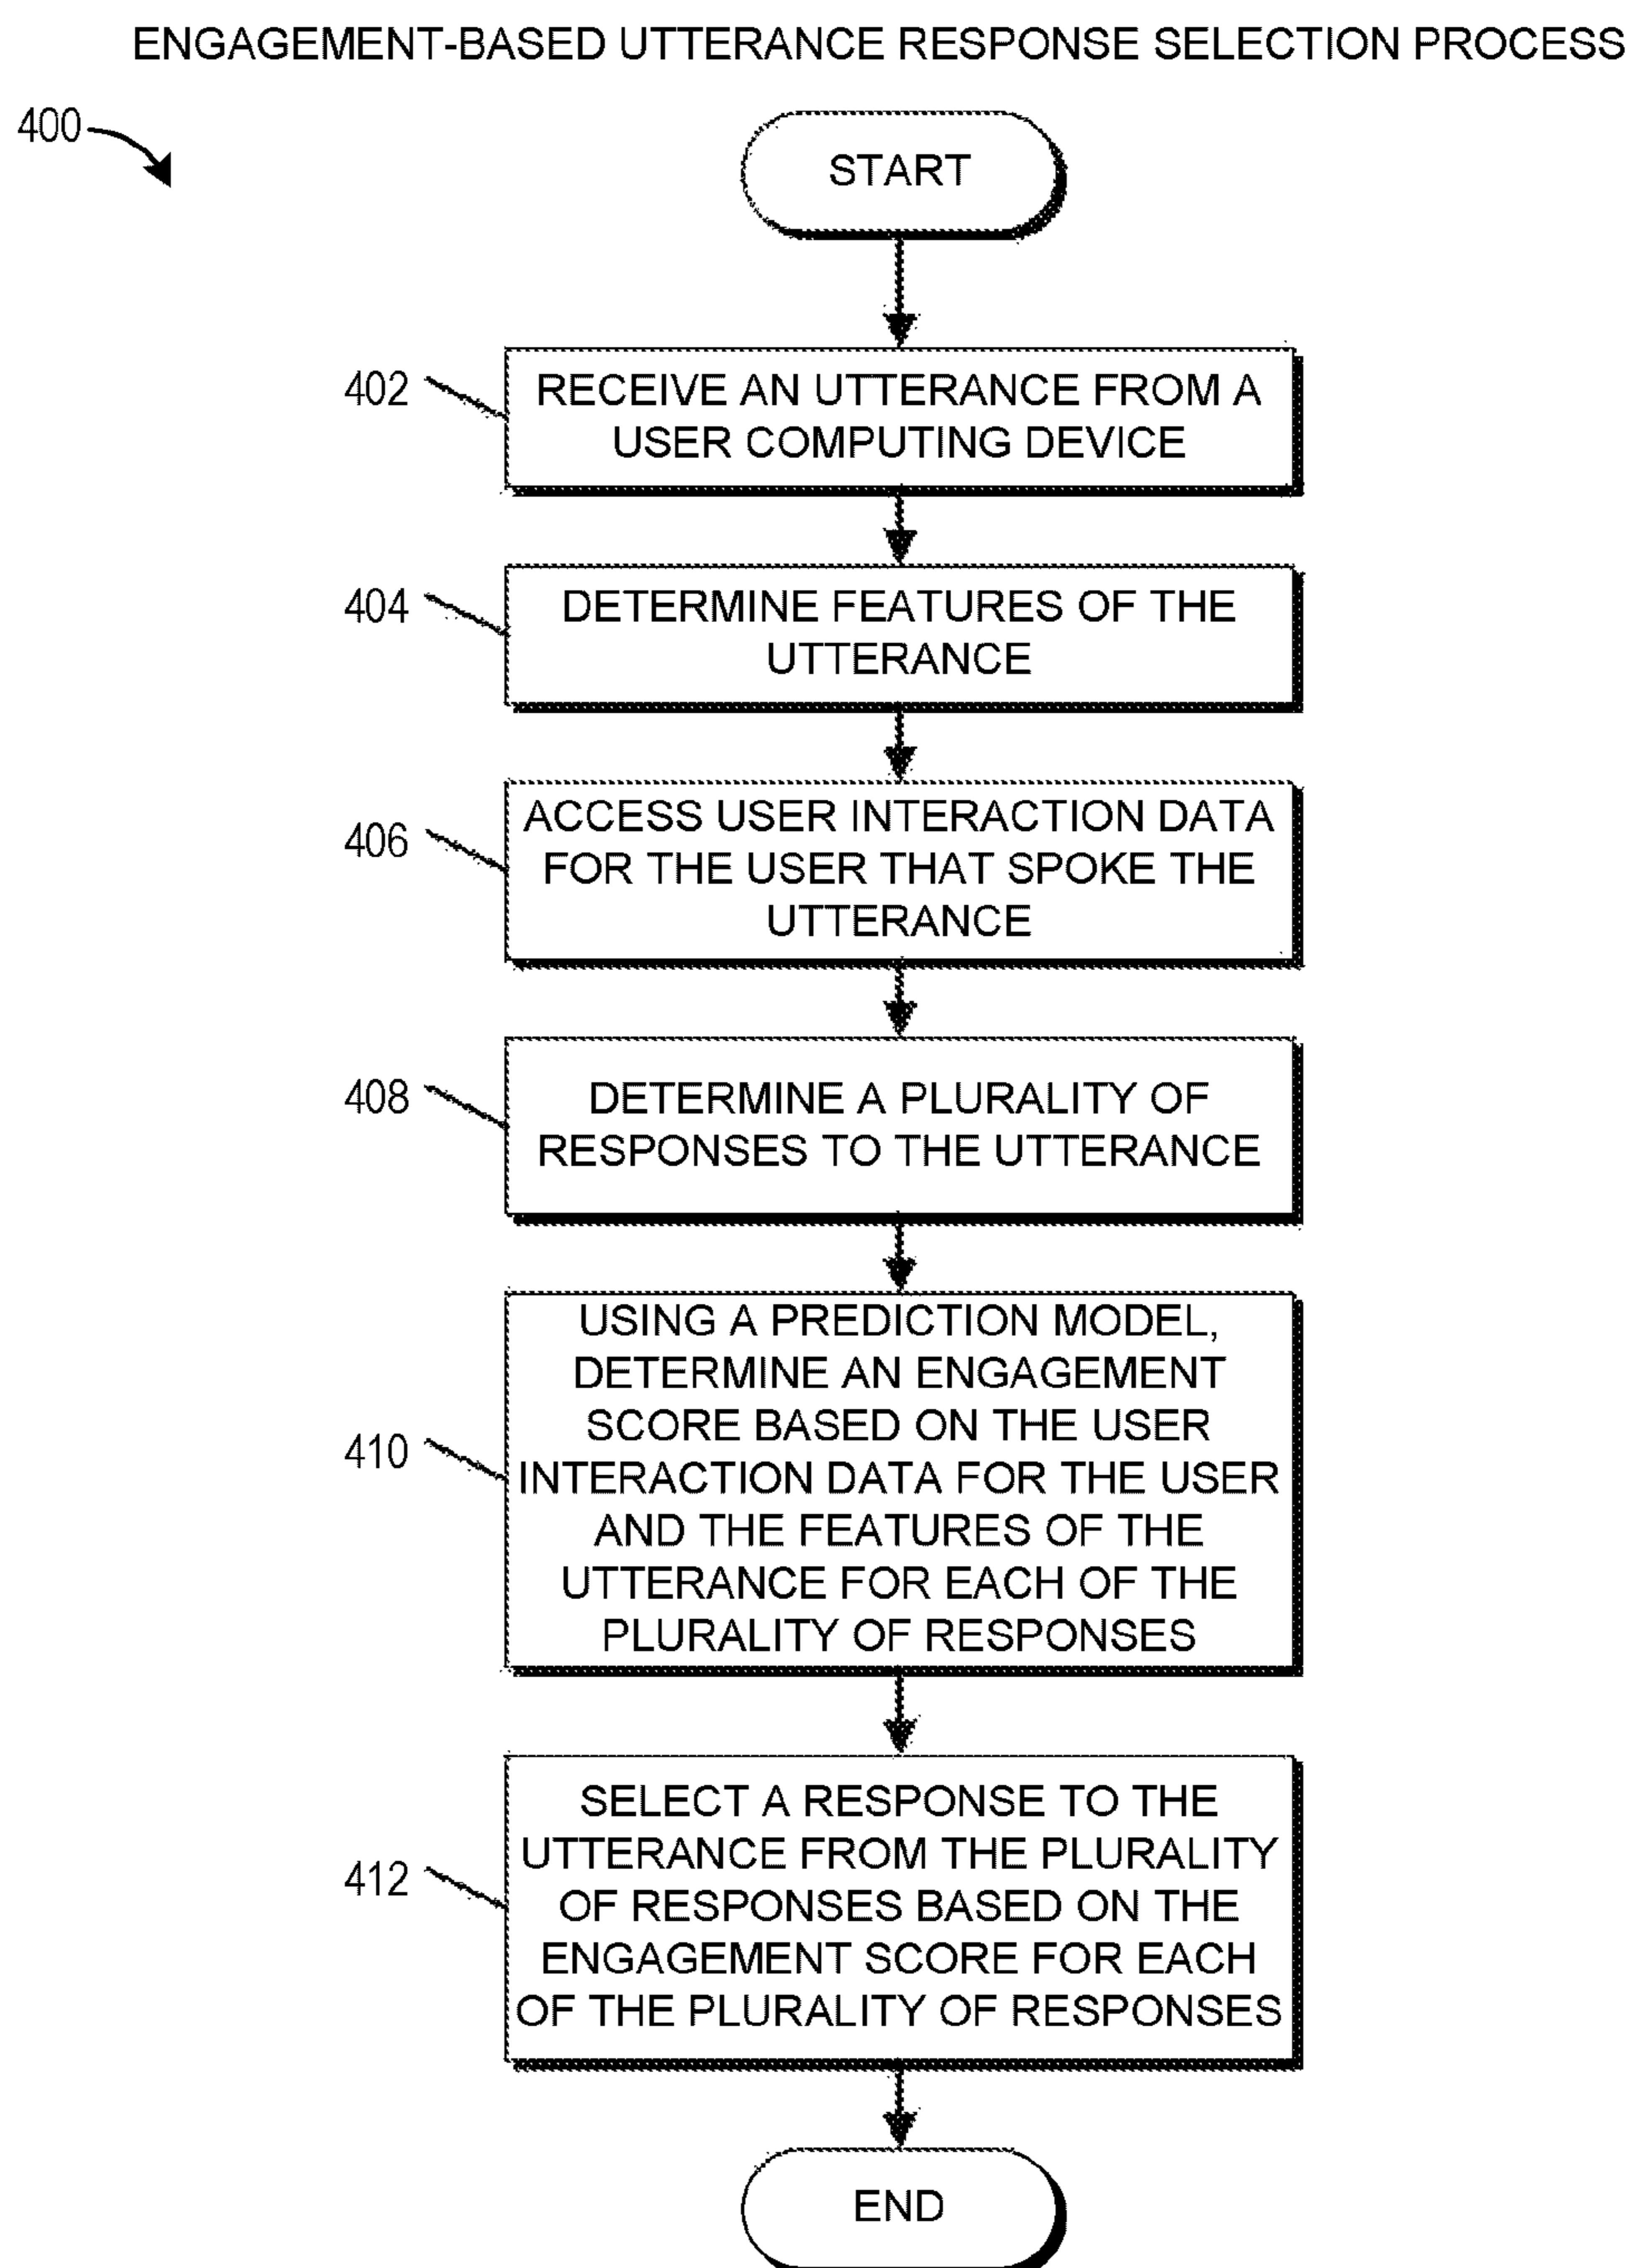 ENGAGEMENT-BASED UTTERANCE RESPONSE SELECTION PROCESS
400
START
402
RECEIVE AN UTTERANCE FROM A
USER COMPUTING DEVICE
404
DETERMINE FEATURES OF THE
UTTERANCE
406
ACCESS USER INTERACTION DATA
FOR THE USER THAT SPOKE THE
UTTERANCE
408
DETERMINE A PLURALITY OF
RESPONSES TO THE UTTERANCE
410
USING A PREDICTION MODEL,
DETERMINE AN ENGAGEMENT
SCORE BASED ON THE USER
INTERACTION DATA FOR THE USER
AND THE FEATURES OF THE
UTTERANCE FOR EACH OF THE
PLURALITY OF RESPONSES
412
SELECT A RESPONSE TO THE
UTTERANCE FROM THE PLURALITY
OF RESPONSES BASED ON THE
ENGAGEMENT SCORE FOR EACH
OF THE PLURALITY OF RESPONSES
END